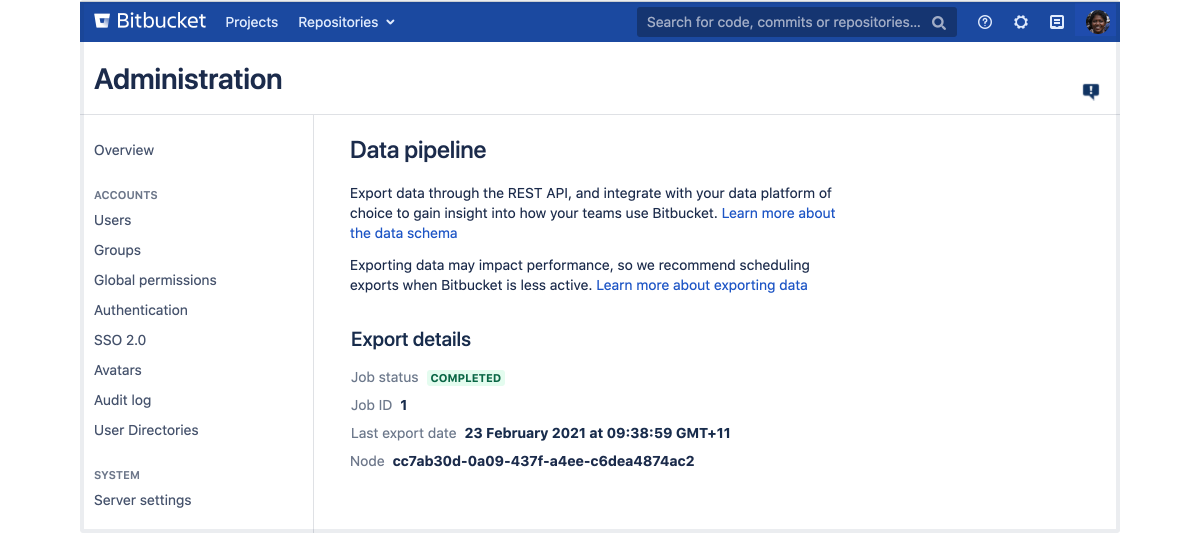 Bitbucket Projects Repositories Search for code, commits or repositories...
Administration
Overview
ACCOUNTS
Users
Groups
Global permissions
Authentication
SSO 2.0
Avatars
Audit log
User Directories
SYSTEM
Server settings
Data pipeline
Export data through the REST API, and integrate with your data platform of
choice to gain insight into how your teams use Bitbucket. Learn more about
the data schema
Exporting data may impact performance, so we recommend scheduling
exports when Bitbucket is less active. Learn more about exporting data
Export details
Job status COMPLETED
Job ID 1
Last export date 23 February 2021 at 09:38:59 GMT+11
Node cc7ab30d-0a09-437f-a4ee-c6dea4874ac2